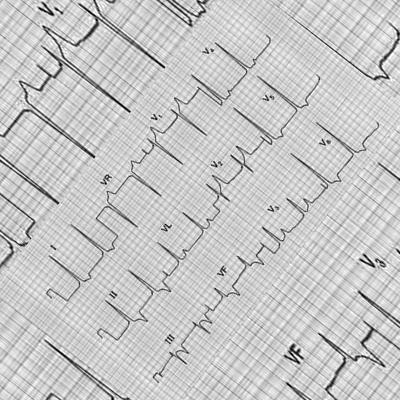 V₁
I VR V₁ V₄
II VL V₂ V₅
III VF V₃ V₆
VF V₃